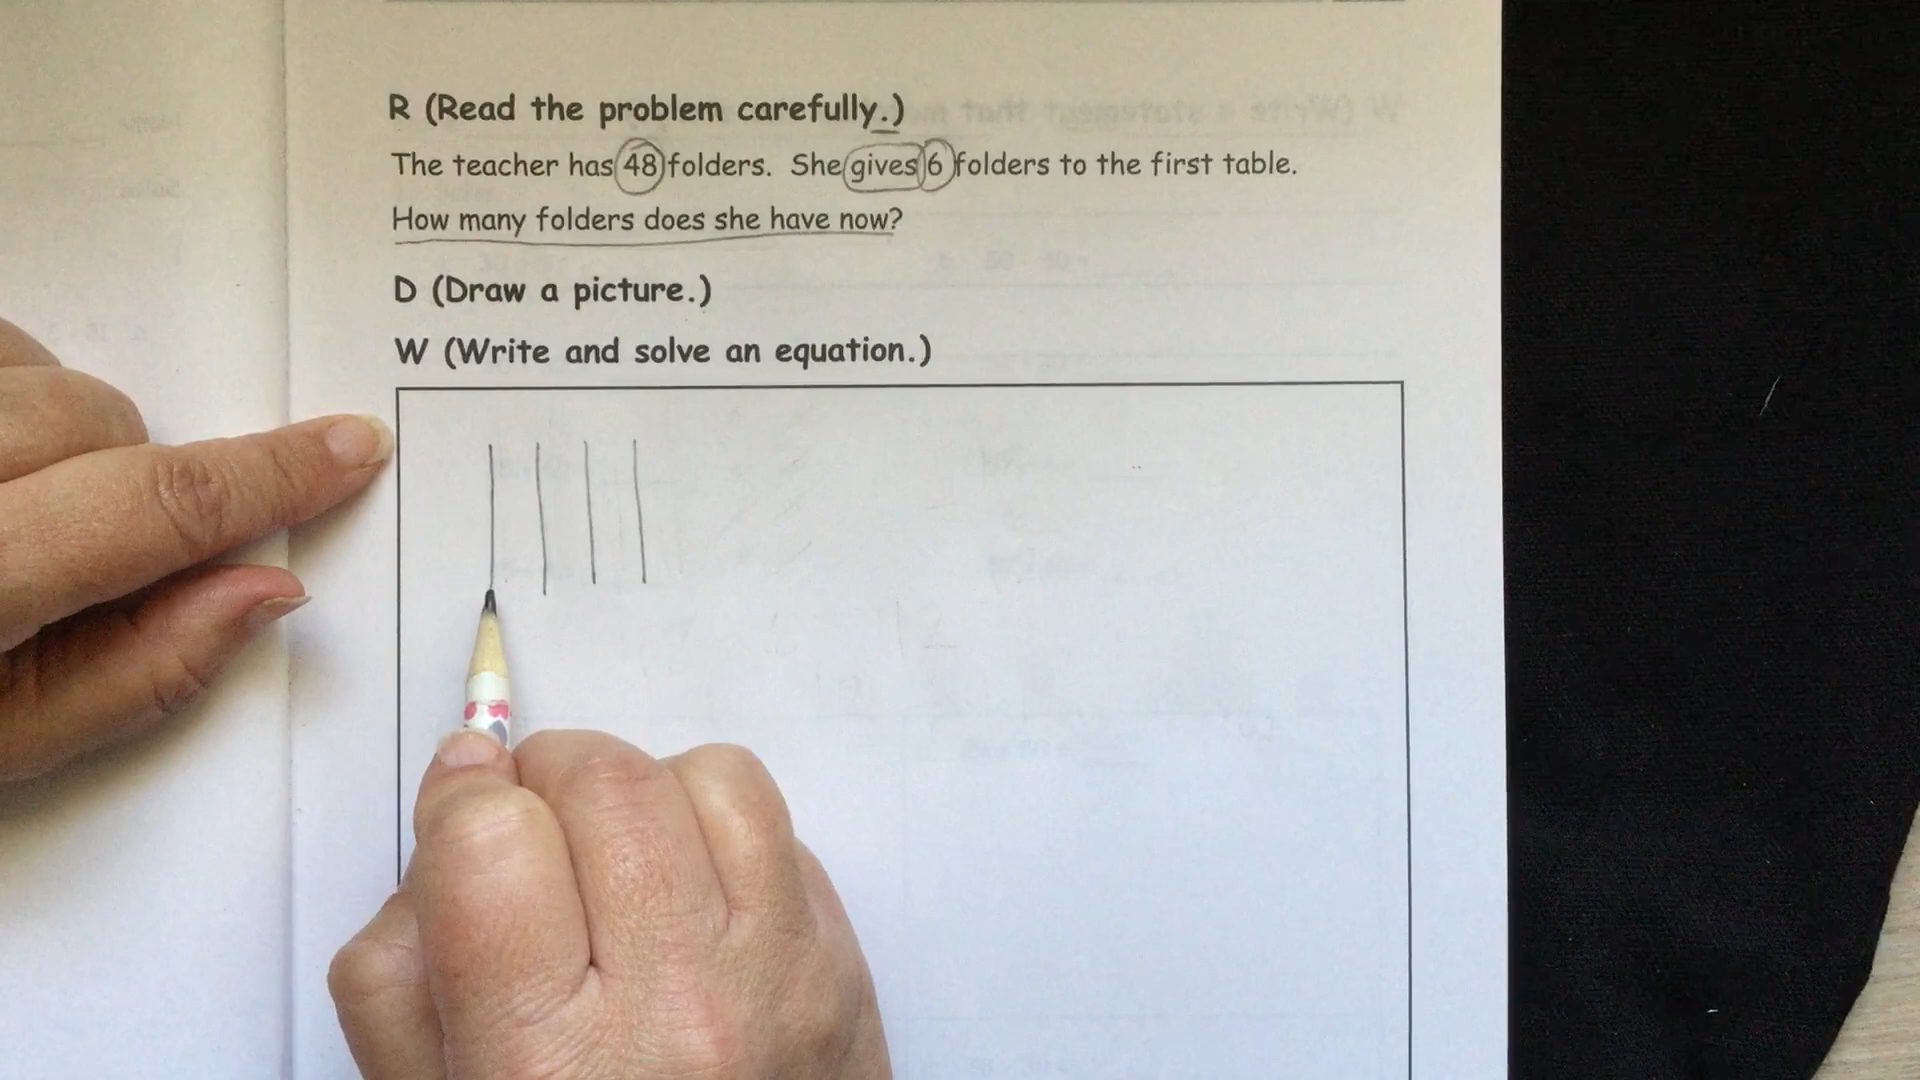 R (Read the problem carefully.)
The teacher has 48 folders. She gives 6 folders to the first table.
How many folders does she have now?
D (Draw a picture.)
W (Write and solve an equation.)